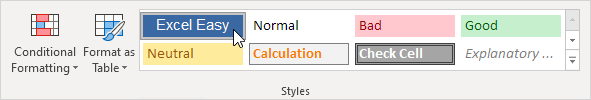 Conditional
Formatting
Format as
Table
Excel Easy
Normal
Bad
Good
Neutral
Calculation
Check Cell
Explanatory ...
Styles